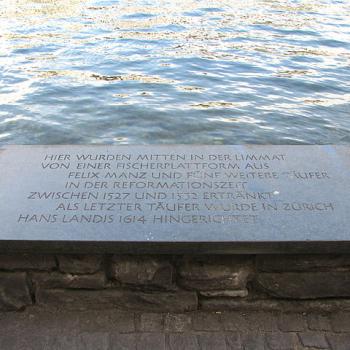 HIER WURDEN MITTEN IN DER LIMMAT
VON EINER FISCHERPLATTFORM AUS
FELIX MANZ UND FÜNF WEITERE TÄUFER
IN DER REFORMATIONSZEIT
ZWISCHEN 1527 UND 1532 ERTRÄNKT
ALS LETZTER TÄUFER WURDE IN ZÜRICH
HANS LANDIS 1614 HINGERICHTET